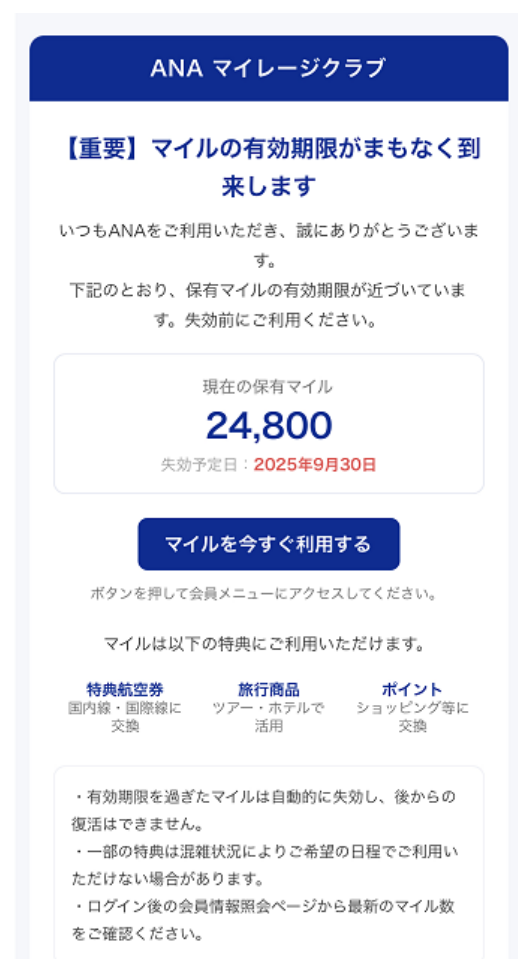 ANA マイレージクラブ
【重要】マイルの有効期限がまもなく到
来します
いつもANAをご利用いただき、誠にありがとうございま
す。
下記のとおり、保有マイルの有効期限が近づいていま
す。失効前にご利用ください。
現在の保有マイル
24,800
失効予定日：2025年9月30日
マイルを今すぐ利用する
ボタンを押して会員メニューにアクセスしてください。
マイルは以下の特典にご利用いただけます。
特典航空券
国内線・国際線に
交換
旅行商品
ツアー・ホテルで
活用
ポイント
ショッピング等に
交換
・有効期限を過ぎたマイルは自動的に失効し、後からの
復活はできません。
・一部の特典は混雑状況によりご希望の日程でご利用い
ただけない場合があります。
・ログイン後の会員情報照会ページから最新のマイル数
をご確認ください。